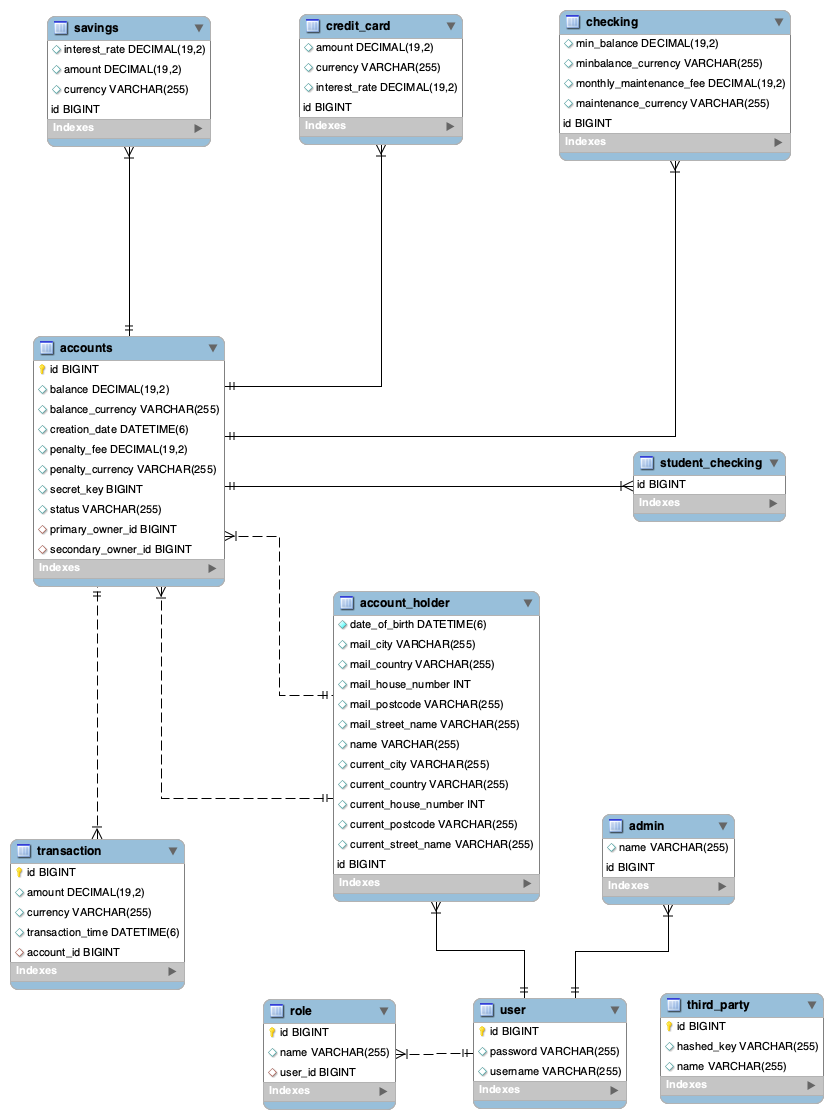 savings
interest_rate DECIMAL(19,2)
amount DECIMAL(19,2)
currency VARCHAR(255)
id BIGINT
Indexes
credit_card
amount DECIMAL(19,2)
currency VARCHAR(255)
interest_rate DECIMAL(19,2)
id BIGINT
Indexes
checking
min_balance DECIMAL(19,2)
minbalance_currency VARCHAR(255)
monthly_maintenance_fee DECIMAL(19,2)
maintenance_currency VARCHAR(255)
id BIGINT
Indexes
accounts
id BIGINT
balance DECIMAL(19,2)
balance_currency VARCHAR(255)
creation_date DATETIME(6)
penalty_fee DECIMAL(19,2)
penalty_currency VARCHAR(255)
secret_key BIGINT
status VARCHAR(255)
primary_owner_id BIGINT
secondary_owner_id BIGINT
Indexes
student_checking
id BIGINT
Indexes
account_holder
date_of_birth DATETIME(6)
mail_city VARCHAR(255)
mail_country VARCHAR(255)
mail_house_number INT
mail_postcode VARCHAR(255)
mail_street_name VARCHAR(255)
name VARCHAR(255)
current_city VARCHAR(255)
current_country VARCHAR(255)
current_house_number INT
current_postcode VARCHAR(255)
current_street_name VARCHAR(255)
id BIGINT
Indexes
admin
name VARCHAR(255)
id BIGINT
Indexes
transaction
id BIGINT
amount DECIMAL(19,2)
currency VARCHAR(255)
transaction_time DATETIME(6)
account_id BIGINT
Indexes
role
id BIGINT
name VARCHAR(255)
user_id BIGINT
Indexes
user
id BIGINT
password VARCHAR(255)
username VARCHAR(255)
Indexes
third_party
id BIGINT
hashed_key VARCHAR(255)
name VARCHAR(255)
Indexes